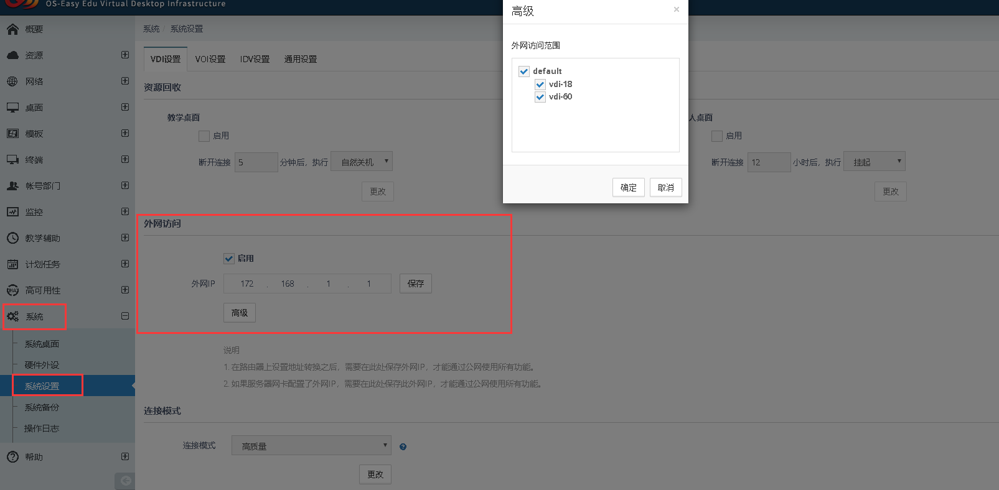 OS-Easy Edu Virtual Desktop Infrastructure
概要
资源
网络
桌面
模板
终端
帐号部门
监控
教学辅助
计划任务
高可用性
系统
系统桌面
硬件外设
系统设置
系统备份
操作日志
帮助
系统 / 系统设置
VDI设置 VOI设置 IDV设置 通用设置
资源回收
教学桌面
启用
断开连接 5 分钟后，执行 自然关机
更改
人桌面
启用
断开连接 12 小时后，执行 挂起
更改
外网访问
启用
外网IP 172 . 168 . 1 . 1 保存
高级
说明
1. 在路由器上设置地址转换之后，需要在此处保存外网IP，才能通过公网使用所有功能。
2. 如果服务器网卡配置了外网IP，需要在此处保存此外网IP，才能通过公网使用所有功能。
连接模式
连接模式 高质量
更改
高级 ×
外网访问范围
default
vdi-18
vdi-60
确定 取消